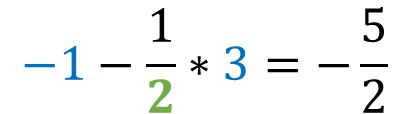 −1 − 1/2 * 3 = − 5/2